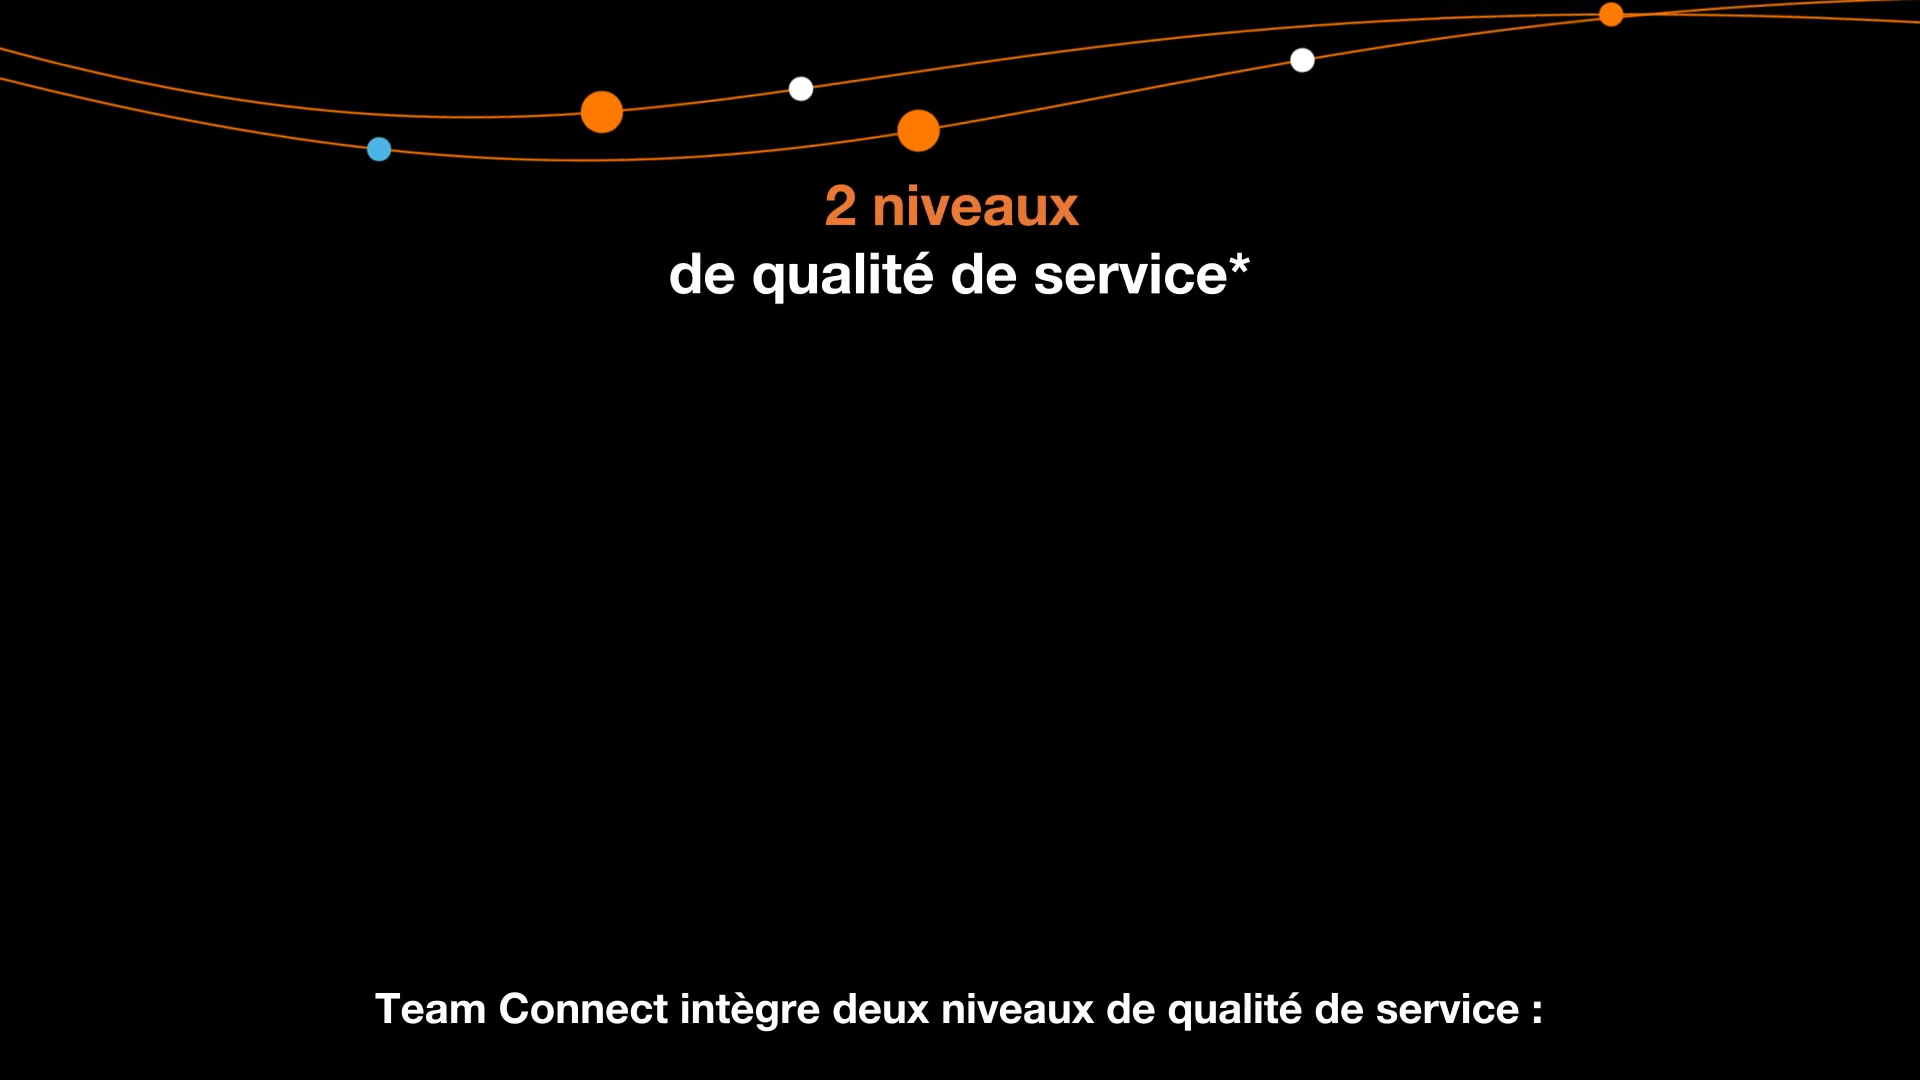 2 niveaux
de qualité de service*
Team Connect intègre deux niveaux de qualité de service :